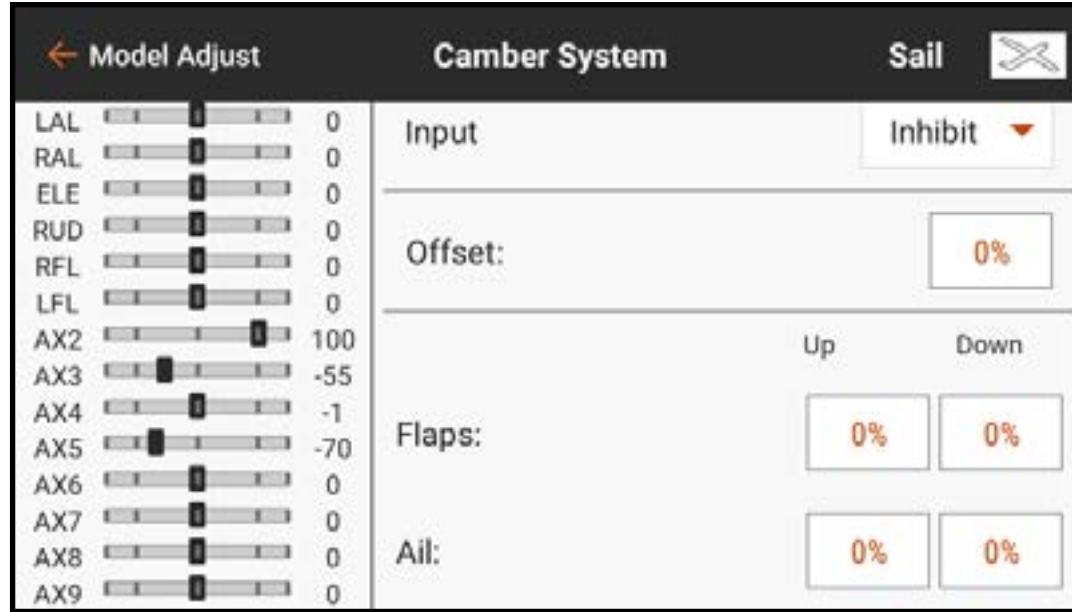 ← Model Adjust Camber System Sail
LAL 0
RAL 0
ELE 0
RUD 0
RFL 0
LFL 0
AX2 100
AX3 -55
AX4 -1
AX5 -70
AX6 0
AX7 0
AX8 0
AX9 0
Input Inhibit
Offset: 0%
Up Down
Flaps: 0% 0%
Ail: 0% 0%